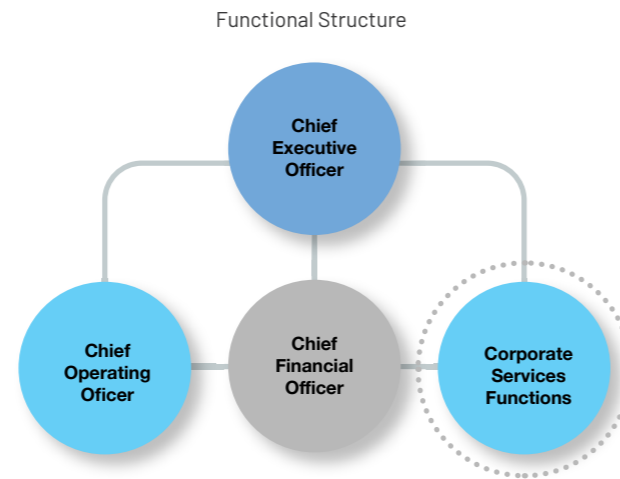 Functional Structure
Chief
Executive
Officer
Chief
Operating
Oficer
Chief
Financial
Officer
Corporate
Services
Functions